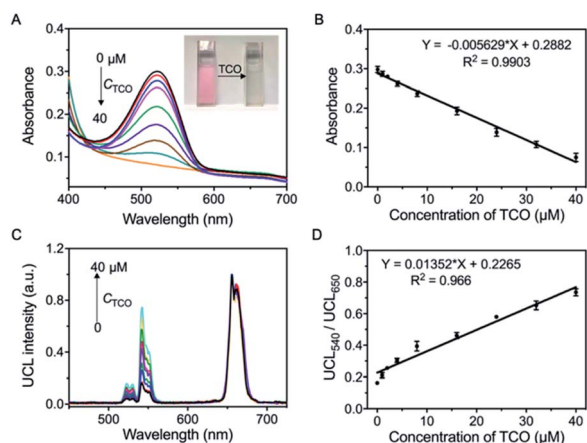 A
0 μM
C_TCO
40
TCO
Absorbance
0.4
0.3
0.2
0.1
400 500 600 700
Wavelength (nm)
B
Y = -0.005629*X + 0.2882
R² = 0.9903
Absorbance
0.4
0.3
0.2
0.1
0.0
0 10 20 30 40
Concentration of TCO (μM)
C
40 μM
C_TCO
0
UCL intensity (a.u.)
1.2
1.0
0.8
0.6
0.4
0.2
0.0
500 600 700
Wavelength (nm)
D
Y = 0.01352*X + 0.2265
R² = 0.966
UCL₅₄₀ / UCL₆₅₀
1.0
0.8
0.6
0.4
0.2
0.0
0 10 20 30 40
Concentration of TCO (μM)